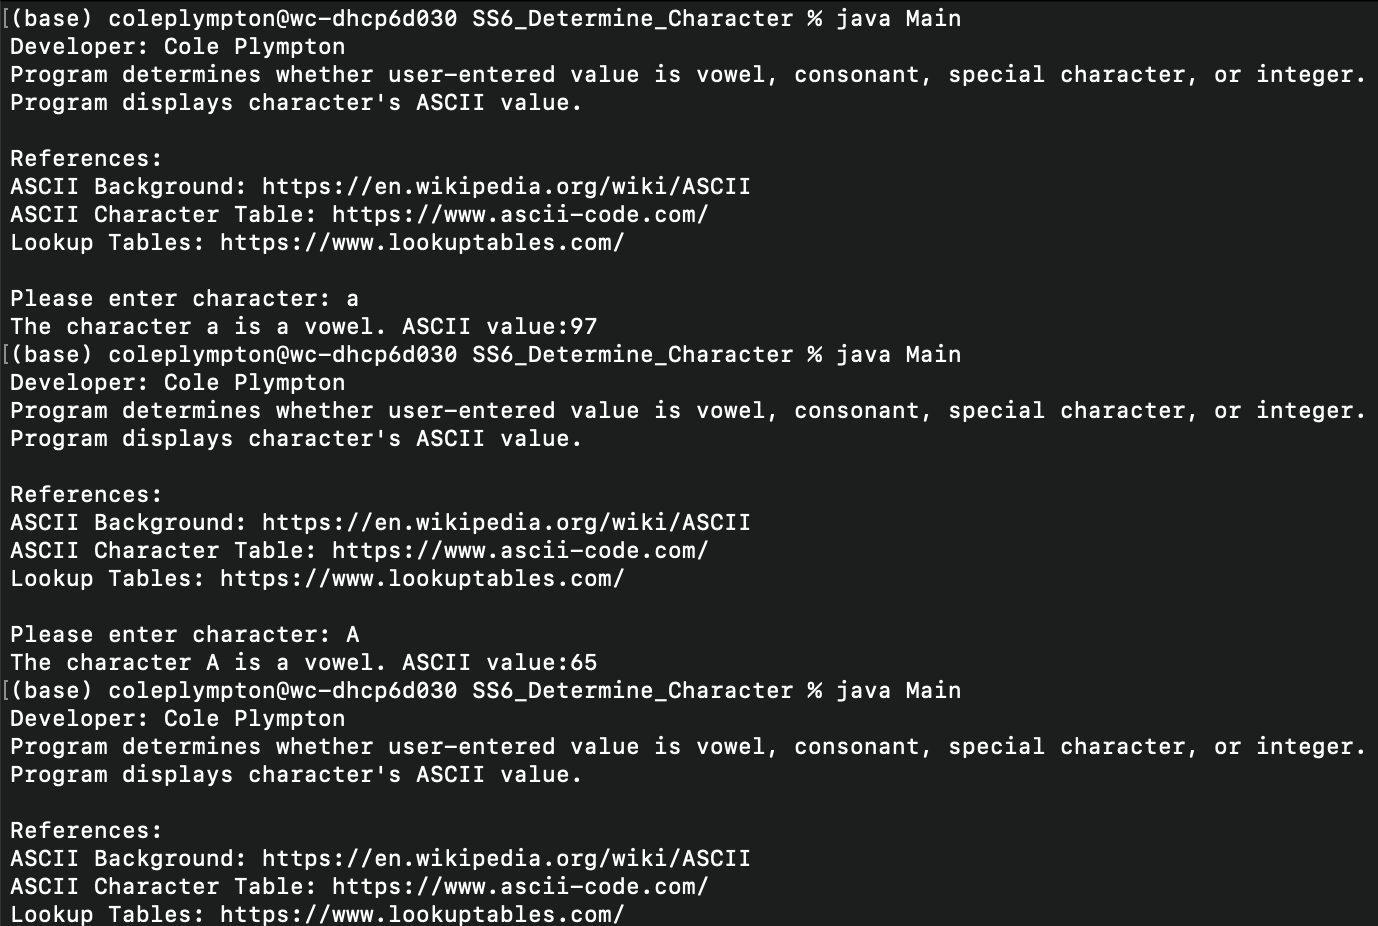 [(base) coleplympton@wc-dhcp6d030 SS6_Determine_Character % java Main
Developer: Cole Plympton
Program determines whether user-entered value is vowel, consonant, special character, or integer.
Program displays character's ASCII value.
References:
ASCII Background: https://en.wikipedia.org/wiki/ASCII
ASCII Character Table: https://www.ascii-code.com/
Lookup Tables: https://www.lookuptables.com/
Please enter character: a
The character a is a vowel. ASCII value:97
[(base) coleplympton@wc-dhcp6d030 SS6_Determine_Character % java Main
Developer: Cole Plympton
Program determines whether user-entered value is vowel, consonant, special character, or integer.
Program displays character's ASCII value.
References:
ASCII Background: https://en.wikipedia.org/wiki/ASCII
ASCII Character Table: https://www.ascii-code.com/
Lookup Tables: https://www.lookuptables.com/
Please enter character: A
The character A is a vowel. ASCII value:65
[(base) coleplympton@wc-dhcp6d030 SS6_Determine_Character % java Main
Developer: Cole Plympton
Program determines whether user-entered value is vowel, consonant, special character, or integer.
Program displays character's ASCII value.
References:
ASCII Background: https://en.wikipedia.org/wiki/ASCII
ASCII Character Table: https://www.ascii-code.com/
Lookup Tables: https://www.lookuptables.com/